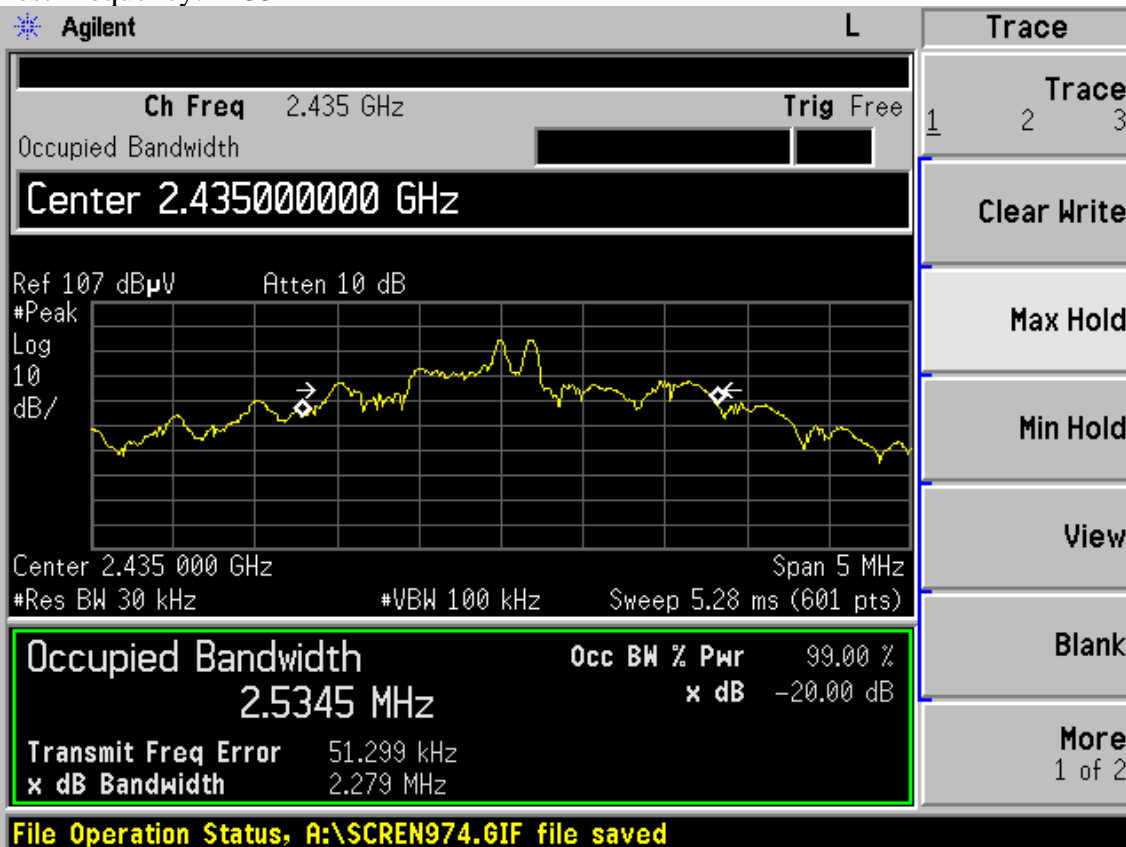 Agilent L Trace
Ch Freq 2.435 GHz Trig Free
Occupied Bandwidth
Center 2.435000000 GHz
Ref 107 dBµV Atten 10 dB
#Peak
Log
10
dB/
Center 2.435 000 GHz Span 5 MHz
#Res BW 30 kHz #VBW 100 kHz Sweep 5.28 ms (601 pts)
Occupied Bandwidth Occ BW % Pwr 99.00 %
2.5345 MHz x dB -20.00 dB
Transmit Freq Error 51.299 kHz
x dB Bandwidth 2.279 MHz
File Operation Status, A:\SCREN974.GIF file saved
Trace
1 2 3
Clear Write
Max Hold
Min Hold
View
Blank
More
1 of 2